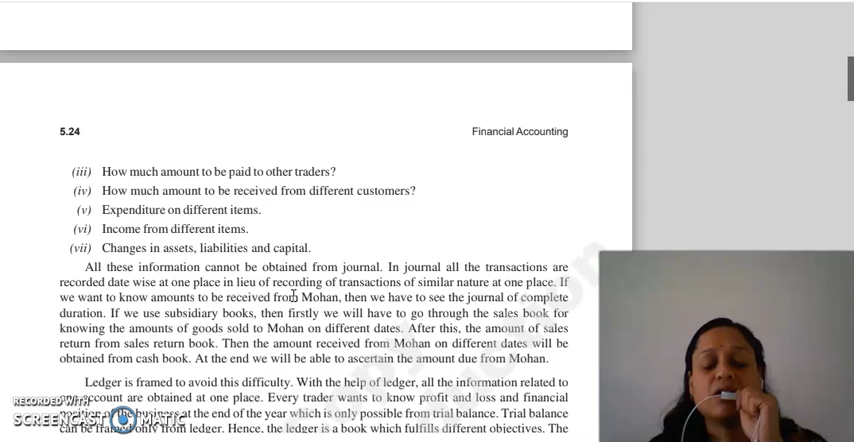 5.24
Financial Accounting
(iii) How much amount to be paid to other traders?
(iv) How much amount to be received from different customers?
(v) Expenditure on different items.
(vi) Income from different items.
(vii) Changes in assets, liabilities and capital.
All these information cannot be obtained from journal. In journal all the transactions are
recorded date wise at one place in lieu of recording of transactions of similar nature at one place. If
we want to know amounts to be received from Mohan, then we have to see the journal of complete
duration. If we use subsidiary books, then firstly we will have to go through the sales book for
knowing the amounts of goods sold to Mohan on different dates. After this, the amount of sales
return from sales return book. Then the amount received from Mohan on different dates will be
obtained from cash book. At the end we will be able to ascertain the amount due from Mohan.
Ledger is framed to avoid this difficulty. With the help of ledger, all the information related to
account are obtained at one place. Every trader wants to know profit and loss and financial
position of the business at the end of the year which is only possible from trial balance. Trial balance
can be framed only from ledger. Hence, the ledger is a book which fulfills different objectives. The
RECORDED WITH
SCREENCAST MATIC